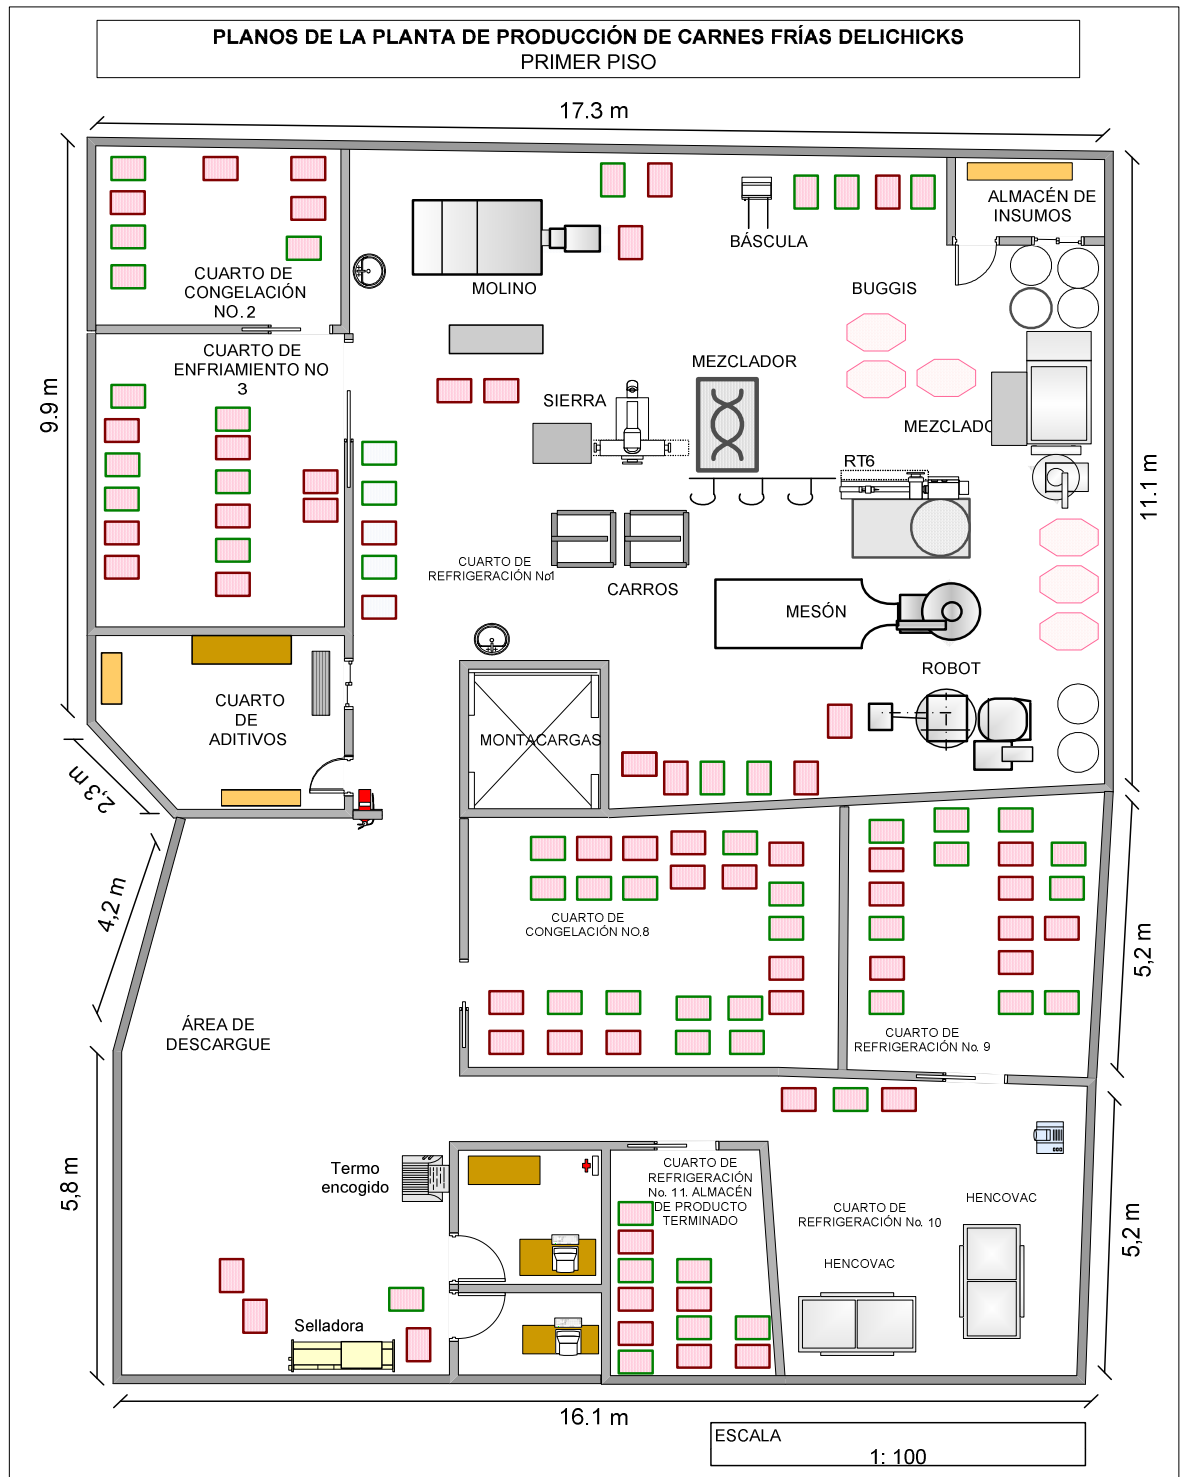 PLANOS DE LA PLANTA DE PRODUCCIÓN DE CARNES FRÍAS DELICHICKS
PRIMER PISO
17.3 m
ALMACÉN DE
INSUMOS
BÁSCULA
CUARTO DE
CONGELACIÓN
NO. 2
MOLINO
BUGGIS
CUARTO DE
ENFRIAMIENTO NO
3
MEZCLADOR
9.9 m
SIERRA
MEZCLADO
RT6
11.1 m
CUARTO DE
REFRIGERACIÓN No1
CARROS
MESÓN
ROBOT
CUARTO
DE
ADITIVOS
MONTACARGAS
2,3 m
4,2 m
CUARTO DE
CONGELACIÓN NO.8
5,2 m
ÁREA DE
DESCARGUE
CUARTO DE
REFRIGERACIÓN No. 9
Termo
encogido
CUARTO DE
REFRIGERACIÓN
No. 11. ALMACÉN
DE PRODUCTO
TERMINADO
5,8 m
CUARTO DE
REFRIGERACIÓN No. 10
HENCOVAC
5,2 m
HENCOVAC
Selladora
16.1 m
ESCALA
1: 100